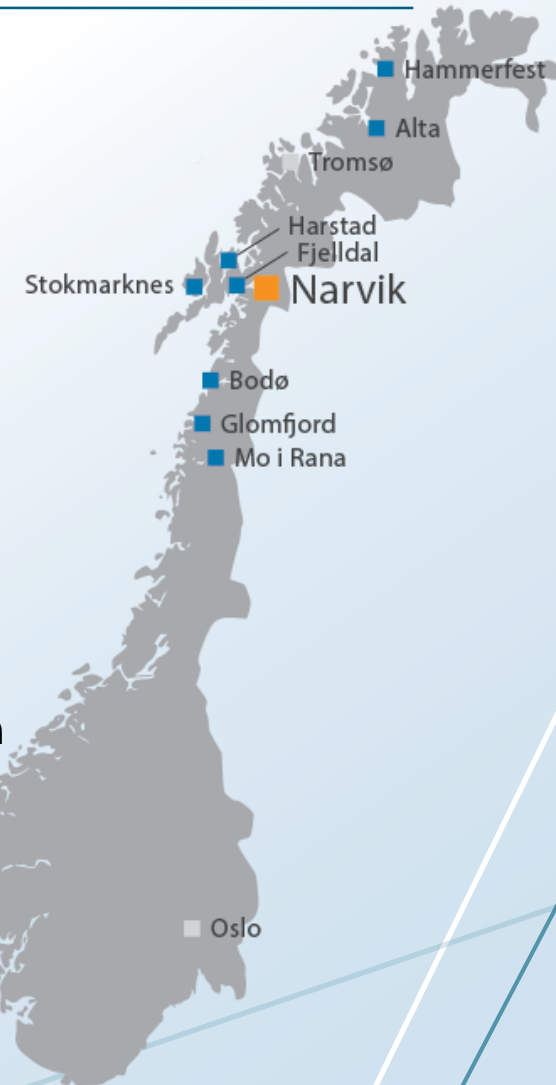 Hammerfest
Alta
Tromsø
Harstad
Fjelldal
Stokmarknes
Narvik
Bodø
Glomfjord
Mo i Rana
Oslo